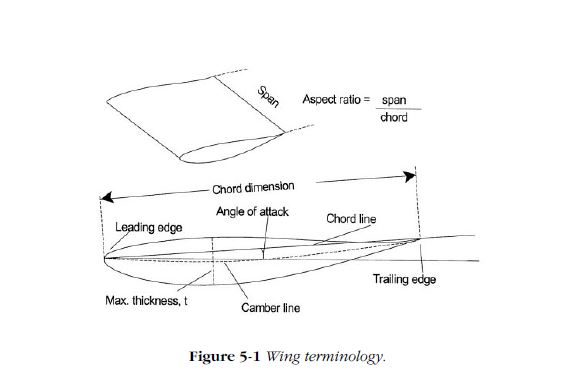 Span
Aspect ratio = span
chord
Chord dimension
Angle of attack
Chord line
Leading edge
Trailing edge
Max. thickness, t
Camber line
Figure 5-1 Wing terminology.